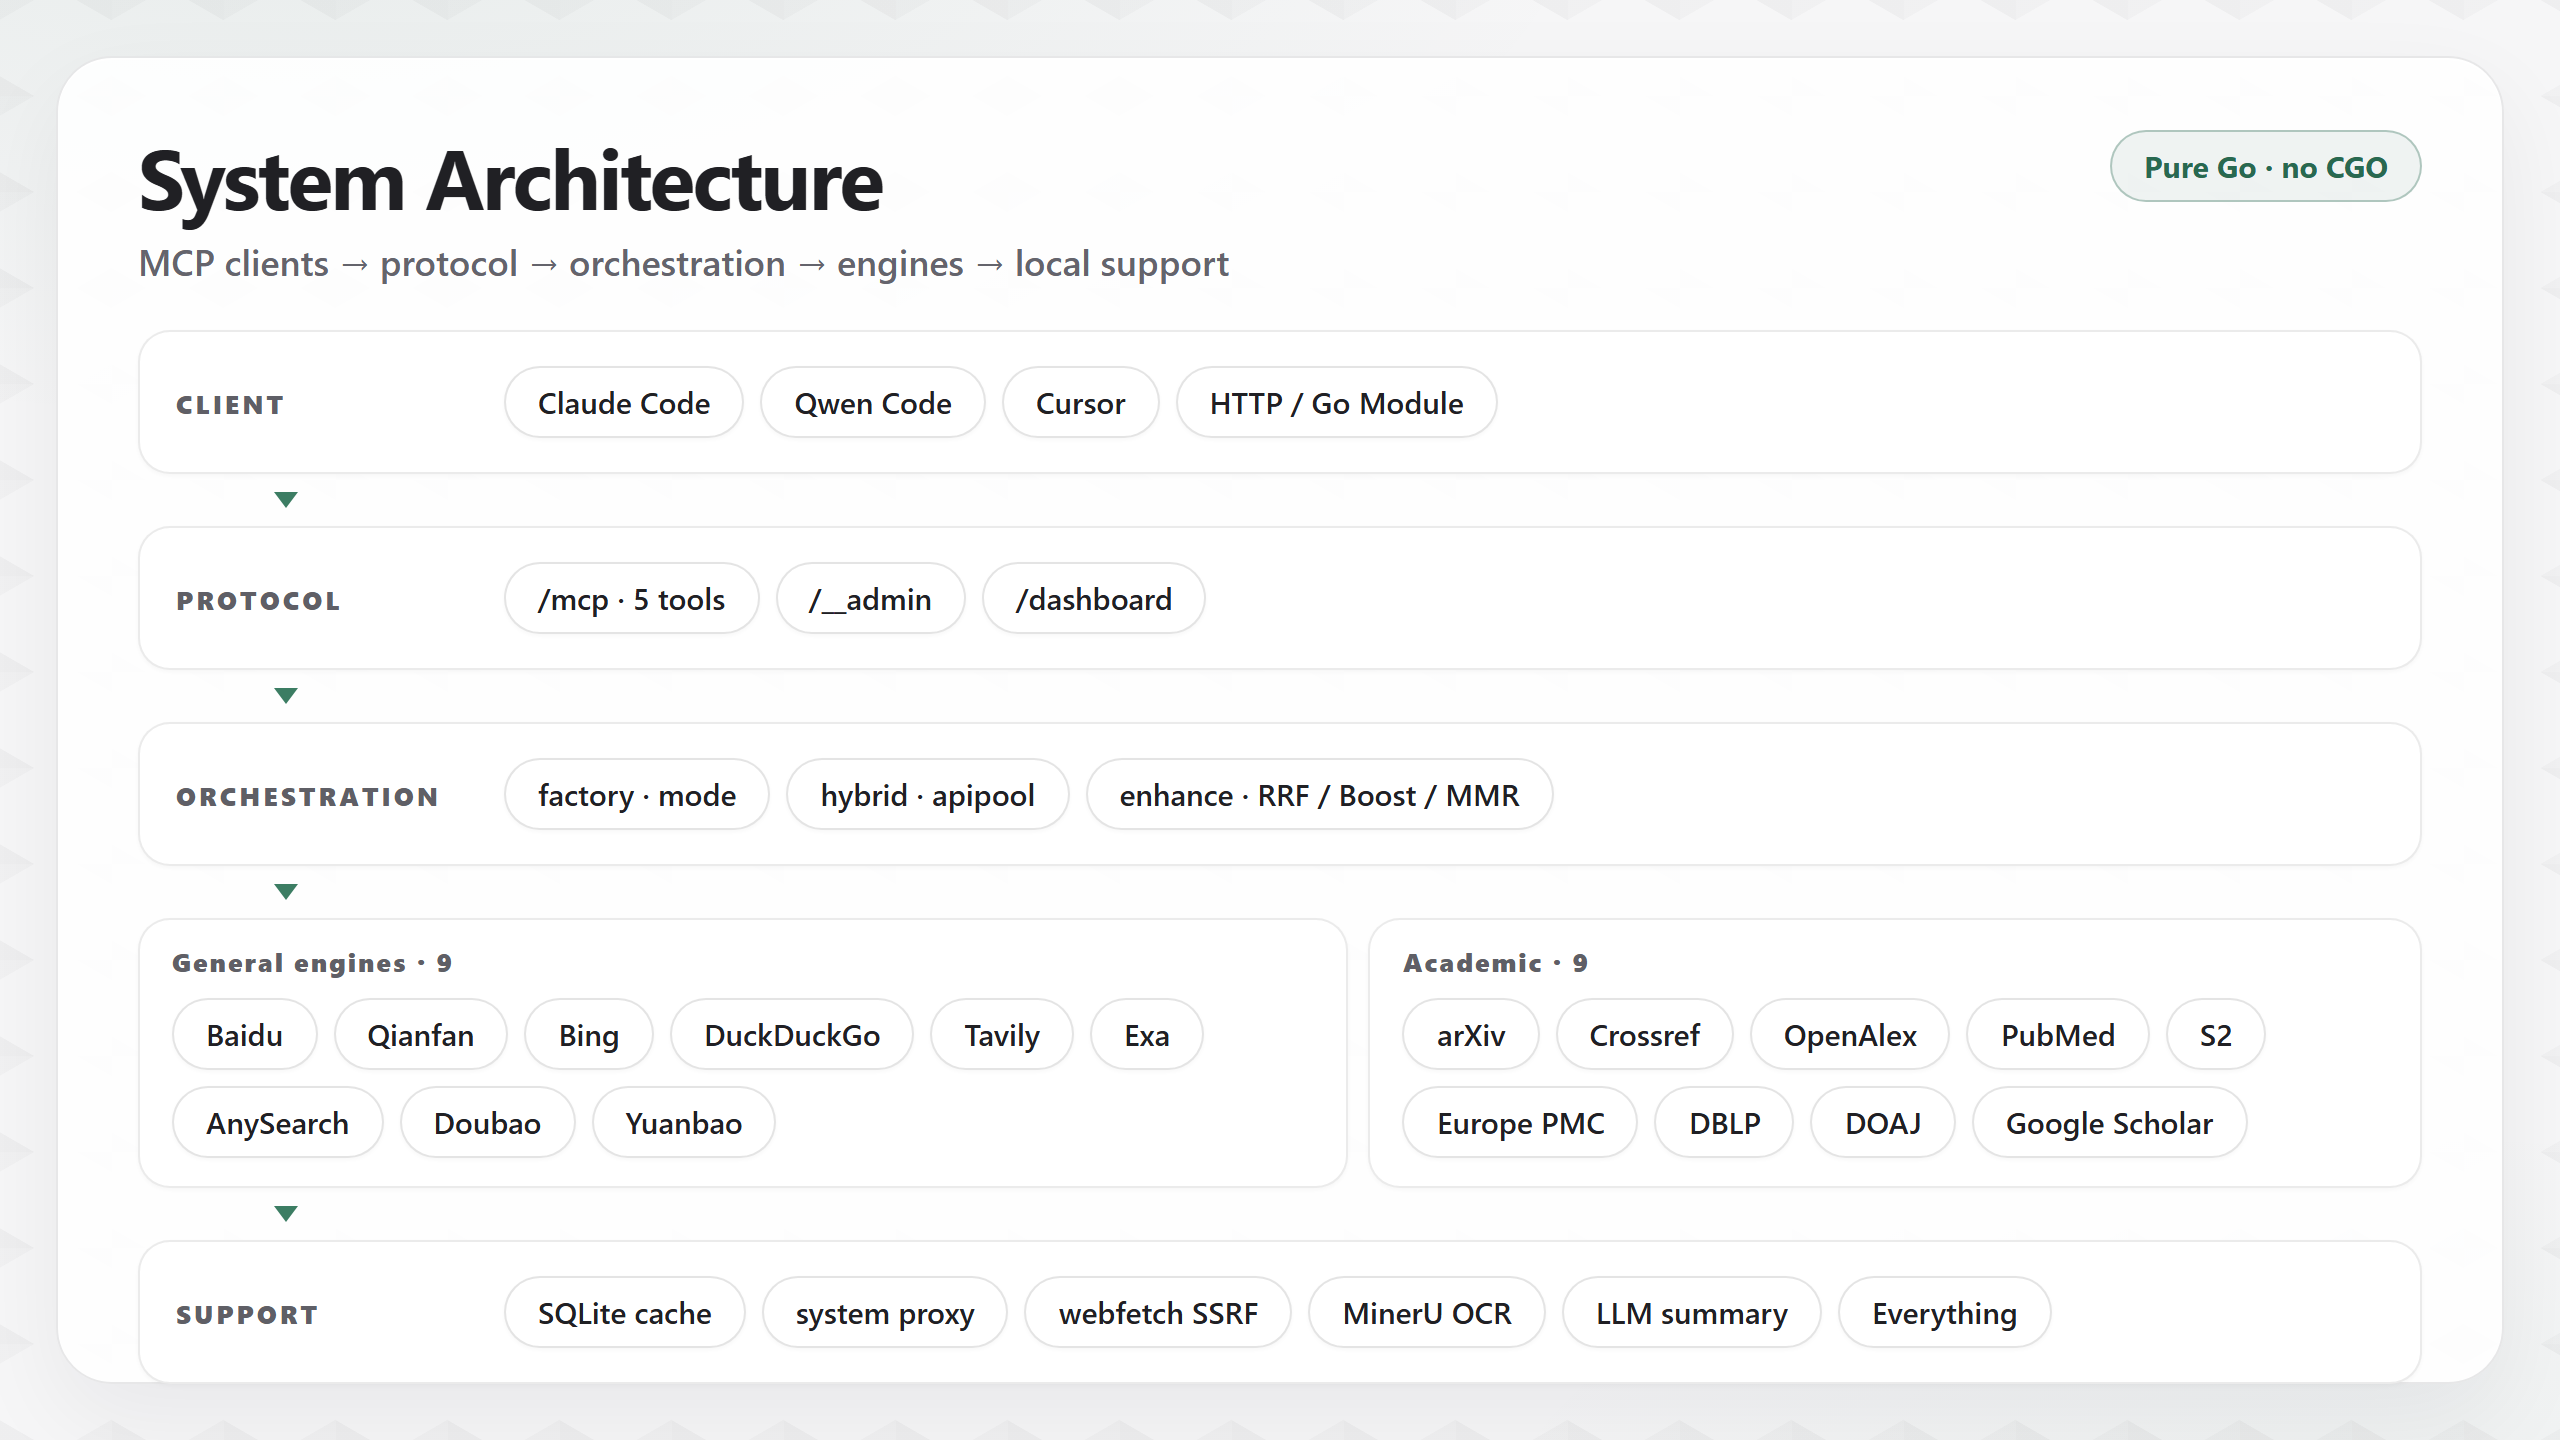 System Architecture
Pure Go · no CGO
MCP clients → protocol → orchestration → engines → local support
CLIENT
Claude Code
Qwen Code
Cursor
HTTP / Go Module
PROTOCOL
/mcp · 5 tools
/__admin
/dashboard
ORCHESTRATION
factory · mode
hybrid · apipool
enhance · RRF / Boost / MMR
General engines · 9
Baidu
Qianfan
Bing
DuckDuckGo
Tavily
Exa
AnySearch
Doubao
Yuanbao
Academic · 9
arXiv
Crossref
OpenAlex
PubMed
S2
Europe PMC
DBLP
DOAJ
Google Scholar
SUPPORT
SQLite cache
system proxy
webfetch SSRF
MinerU OCR
LLM summary
Everything